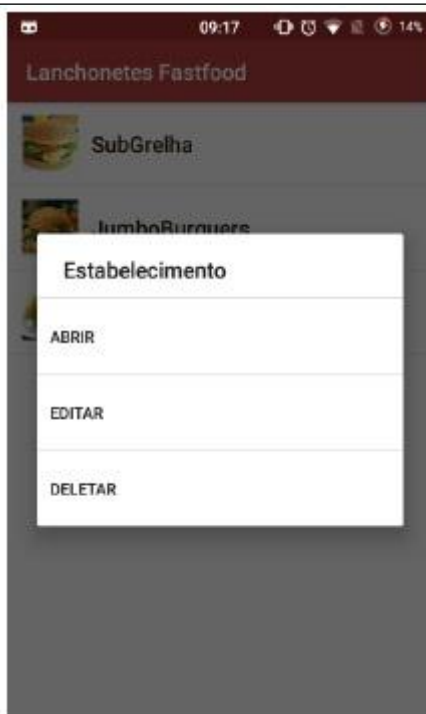 09:17
14%
Lanchonetes Fastfood
SubGrelha
JumboBurguers
Estabelecimento
ABRIR
EDITAR
DELETAR